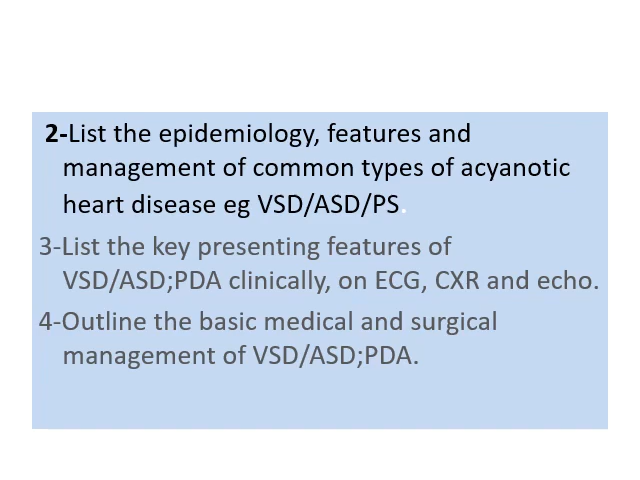 2-List the epidemiology, features and
management of common types of acyanotic
heart disease eg VSD/ASD/PS.
3-List the key presenting features of
VSD/ASD;PDA clinically, on ECG, CXR and echo.
4-Outline the basic medical and surgical
management of VSD/ASD;PDA.